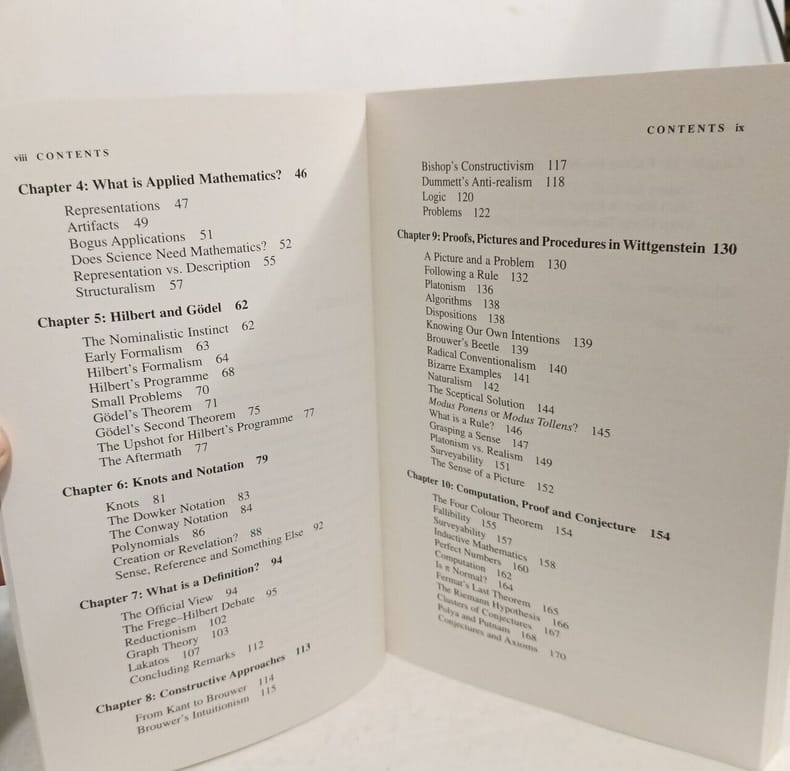 viii CONTENTS
Chapter 4: What is Applied Mathematics? 46
Representations 47
Artifacts 49
Bogus Applications 51
Does Science Need Mathematics? 52
Representation vs. Description 55
Structuralism 57
Chapter 5: Hilbert and Gödel 62
The Nominalistic Instinct 62
Early Formalism 63
Hilbert's Formalism 64
Hilbert's Programme 68
Small Problems 70
Gödel's Theorem 71
Gödel's Second Theorem 75
The Upshot for Hilbert's Programme 77
The Aftermath 77
Chapter 6: Knots and Notation 79
Knots 81
The Dowker Notation 83
The Conway Notation 84
Polynomials 86
Creation or Revelation? 88
Sense, Reference and Something Else 92
Chapter 7: What is a Definition? 94
The Official View 94
The Frege–Hilbert Debate 95
Reductionism 102
Graph Theory 103
Lakatos 107
Concluding Remarks 112
Chapter 8: Constructive Approaches 113
From Kant to Brouwer 114
Brouwer's Intuitionism 115
CONTENTS ix
Bishop's Constructivism 117
Dummett's Anti-realism 118
Logic 120
Problems 122
Chapter 9: Proofs, Pictures and Procedures in Wittgenstein 130
A Picture and a Problem 130
Following a Rule 132
Platonism 136
Algorithms 138
Dispositions 138
Knowing Our Own Intentions 139
Brouwer's Beetle 139
Radical Conventionalism 140
Bizarre Examples 141
Naturalism 142
The Sceptical Solution 144
Modus Ponens or Modus Tollens? 145
What is a Rule? 146
Grasping a Sense 147
Platonism vs. Realism 149
Surveyability 151
The Sense of a Picture 152
Chapter 10: Computation, Proof and Conjecture 154
The Four Colour Theorem 154
Fallibility 155
Surveyability 157
Inductive Mathematics 158
Perfect Numbers 160
Computation 162
Is π Normal? 164
Fermat's Last Theorem 165
The Riemann Hypothesis 166
Clusters of Conjectures 167
Polya and Putnam 168
Conjectures and Axioms 170